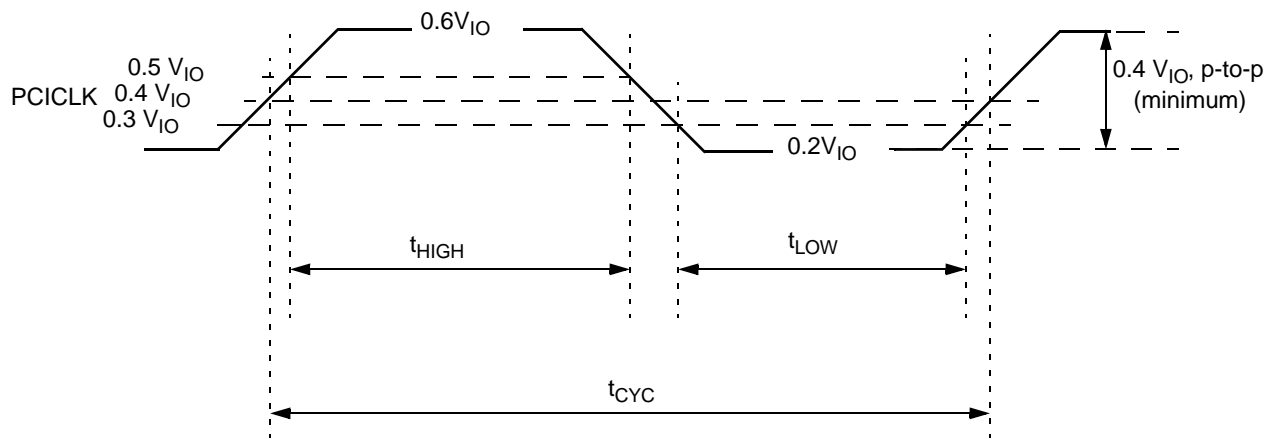 0.6V_IO
0.5 V_IO
PCICLK 0.4 V_IO
0.3 V_IO
0.4 V_IO, p-to-p
(minimum)
0.2V_IO
t_HIGH
t_LOW
t_CYC